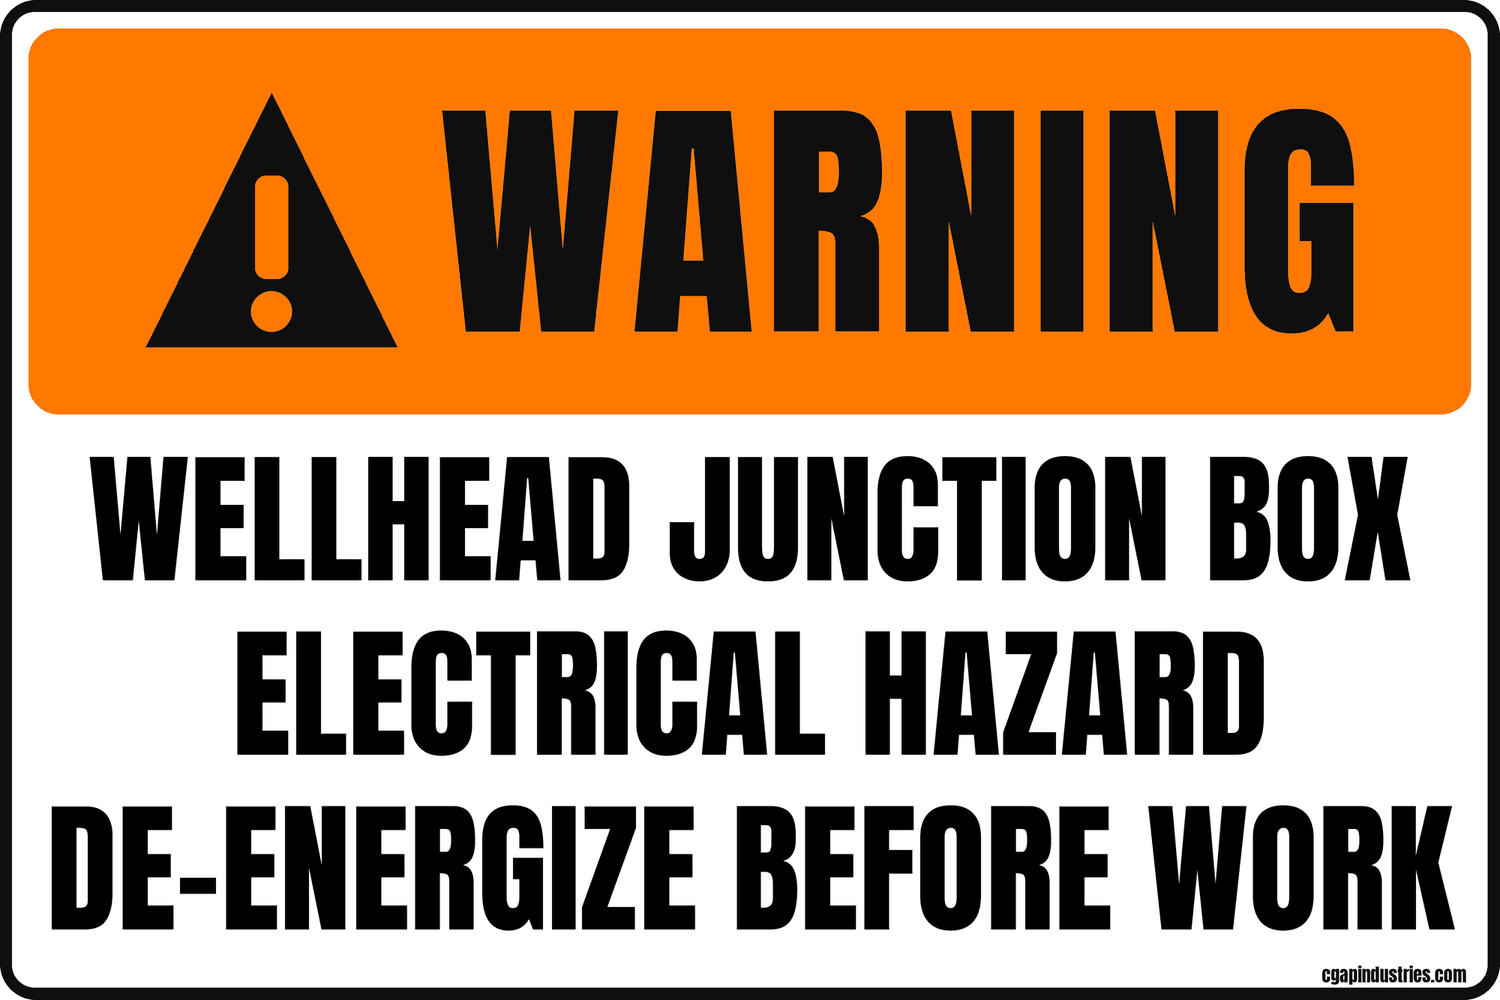 WARNING
WELLHEAD JUNCTION BOX
ELECTRICAL HAZARD
DE-ENERGIZE BEFORE WORK
cgapindustries.com